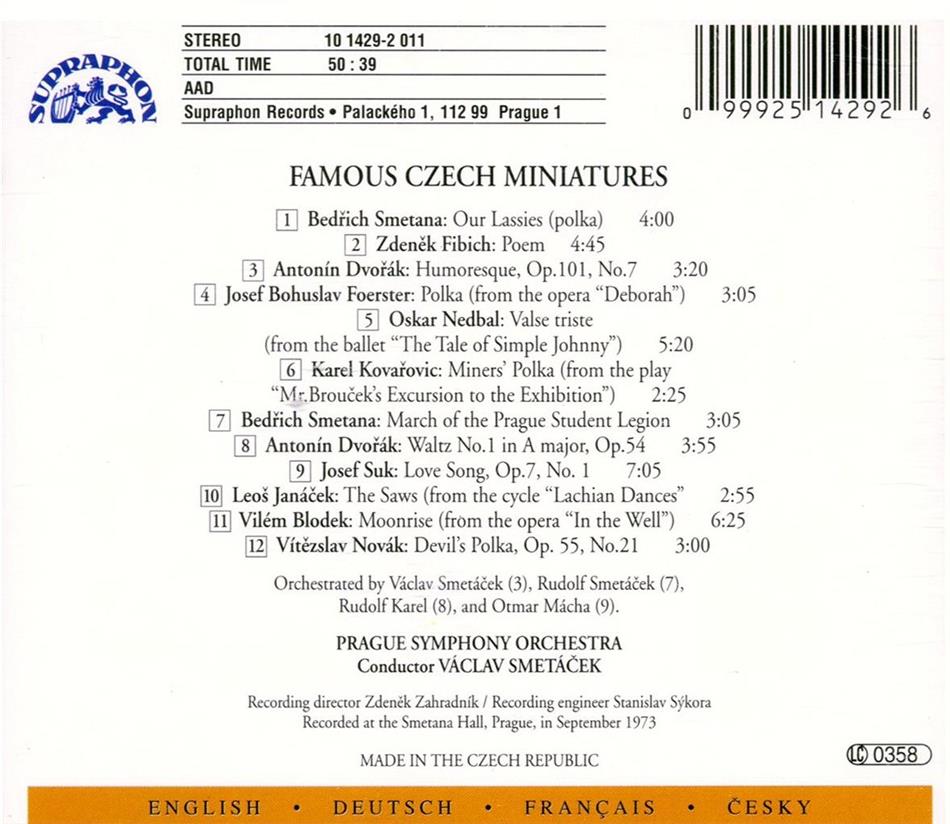 SUPRAPHON
STEREO 10 1429-2 011
TOTAL TIME 50 : 39
AAD
Supraphon Records • Palackého 1, 112 99 Prague 1
0 99925 14292 6
FAMOUS CZECH MINIATURES
1 Bedřich Smetana: Our Lassies (polka) 4:00
2 Zdeněk Fibich: Poem 4:45
3 Antonín Dvořák: Humoresque, Op.101, No.7 3:20
4 Josef Bohuslav Foerster: Polka (from the opera “Deborah”) 3:05
5 Oskar Nedbal: Valse triste
(from the ballet “The Tale of Simple Johnny”) 5:20
6 Karel Kovařovic: Miners’ Polka (from the play
“Mr.Brouček’s Excursion to the Exhibition”) 2:25
7 Bedřich Smetana: March of the Prague Student Legion 3:05
8 Antonín Dvořák: Waltz No.1 in A major, Op.54 3:55
9 Josef Suk: Love Song, Op.7, No. 1 7:05
10 Leoš Janáček: The Saws (from the cycle “Lachian Dances” 2:55
11 Vilém Blodek: Moonrise (from the opera “In the Well”) 6:25
12 Vítězslav Novák: Devil’s Polka, Op. 55, No.21 3:00
Orchestrated by Václav Smetáček (3), Rudolf Smetáček (7),
Rudolf Karel (8), and Otmar Mácha (9).
PRAGUE SYMPHONY ORCHESTRA
Conductor VÁCLAV SMETÁČEK
Recording director Zdeněk Zahradník / Recording engineer Stanislav Sýkora
Recorded at the Smetana Hall, Prague, in September 1973
MADE IN THE CZECH REPUBLIC
LC 0358
ENGLISH • DEUTSCH • FRANÇAIS • ČESKY